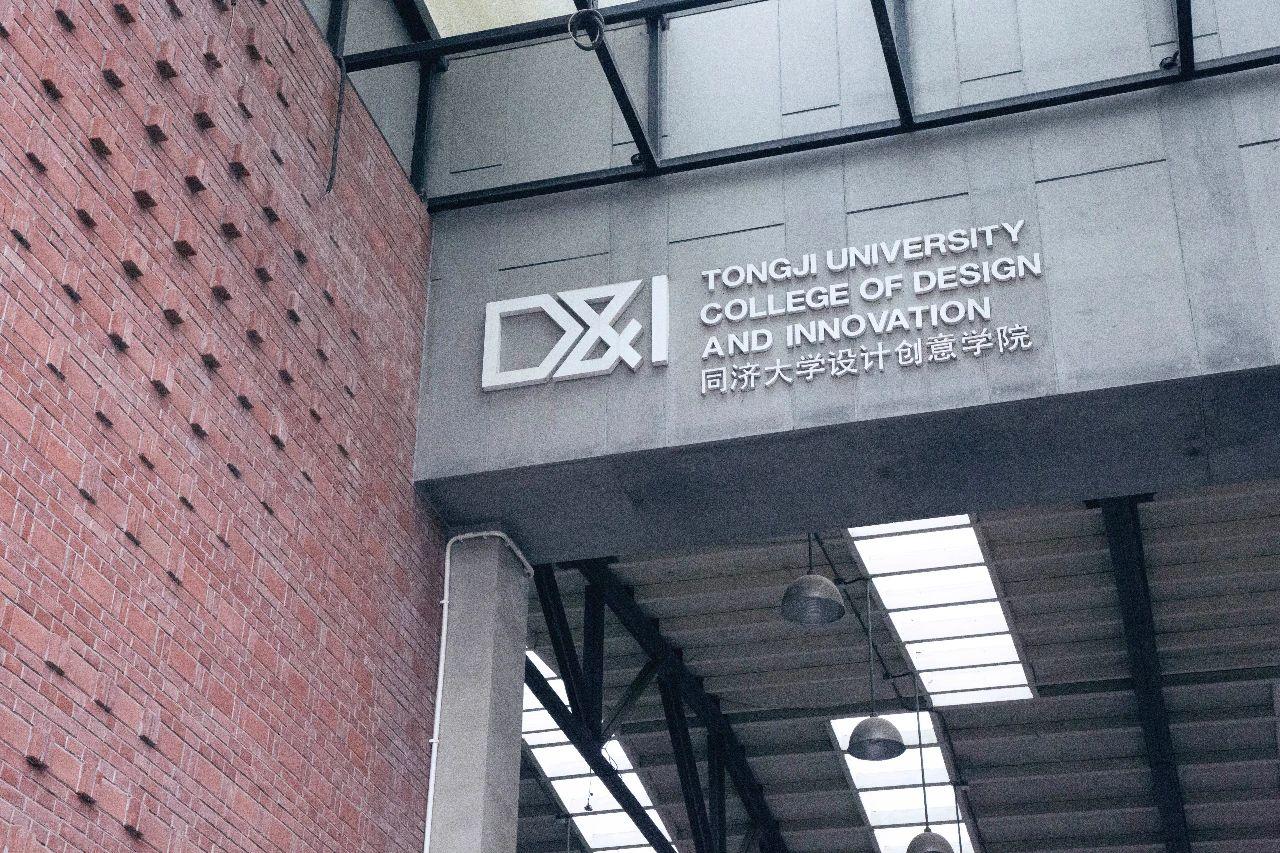 D&I
TONGJI UNIVERSITY
COLLEGE OF DESIGN
AND INNOVATION
同济大学设计创意学院